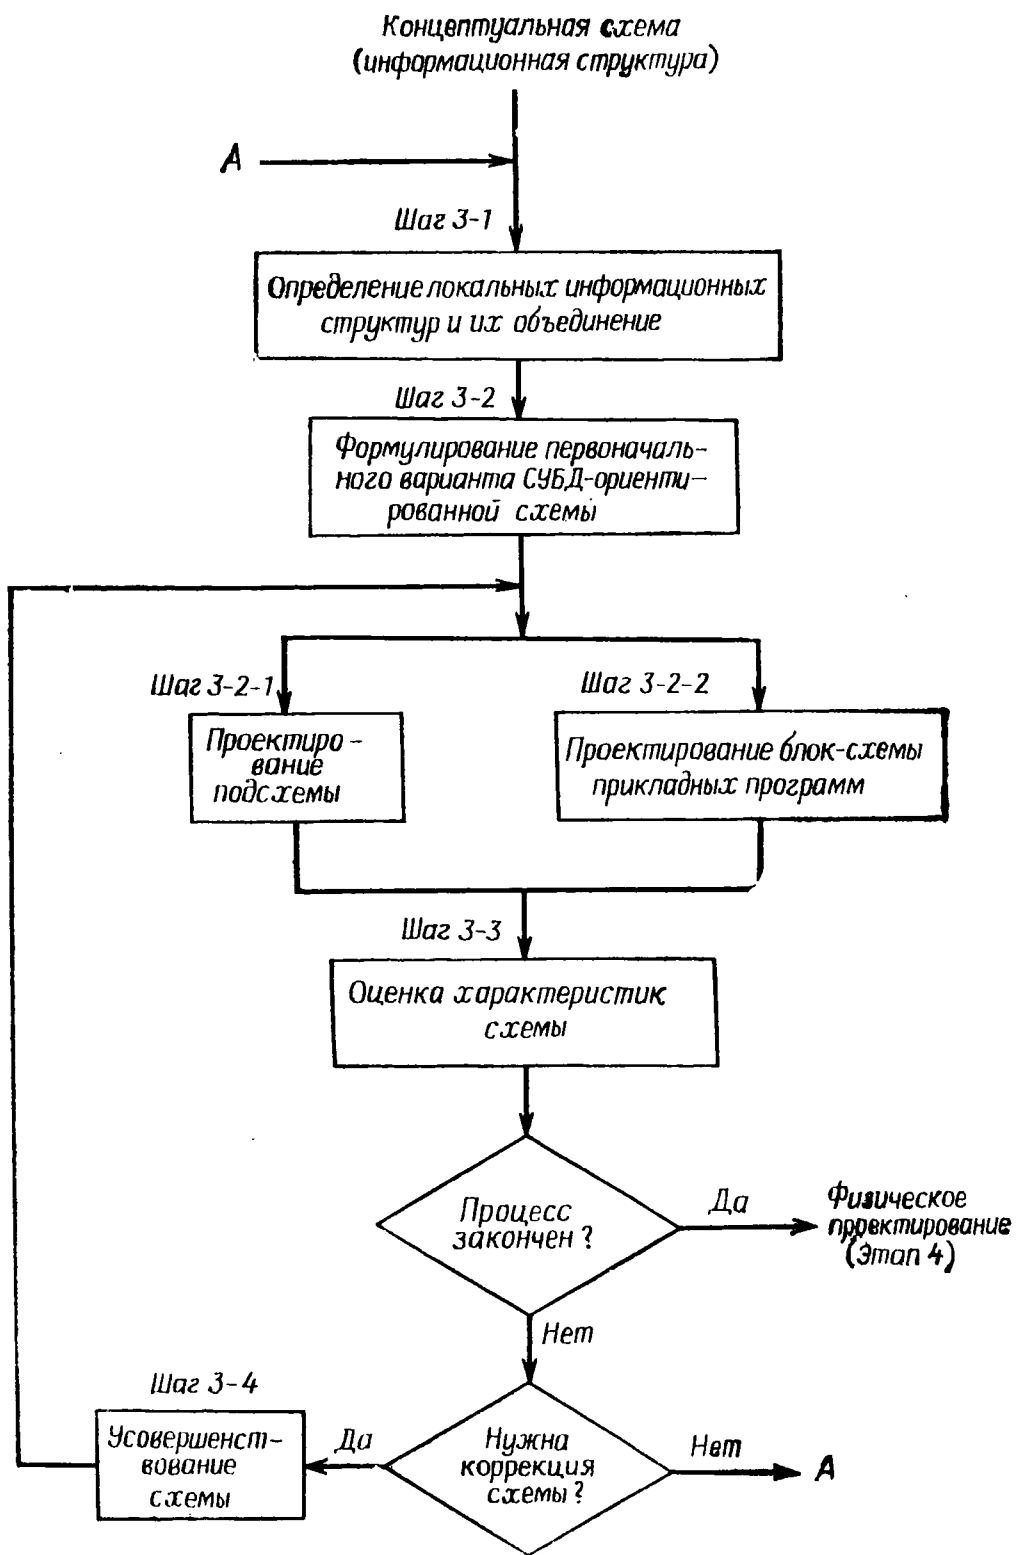 Концептуальная схема
(информационная структура)
А
Шаг 3-1
Определение локальных информационных
структур и их объединение
Шаг 3-2
Формулирование первоначаль-
ного варианта СУБД-ориенти-
рованной схемы
Шаг 3-2-1
Шаг 3-2-2
Проектиро-
вание
подсхемы
Проектирование блок-схемы
прикладных программ
Шаг 3-3
Оценка характеристик
схемы
Процесс
закончен?
Да
Физическое
проектирование
(Этап 4)
Нет
Шаг 3-4
Усовершенст-
вование
схемы
Да
Нужна
коррекция
схемы?
Нет
А